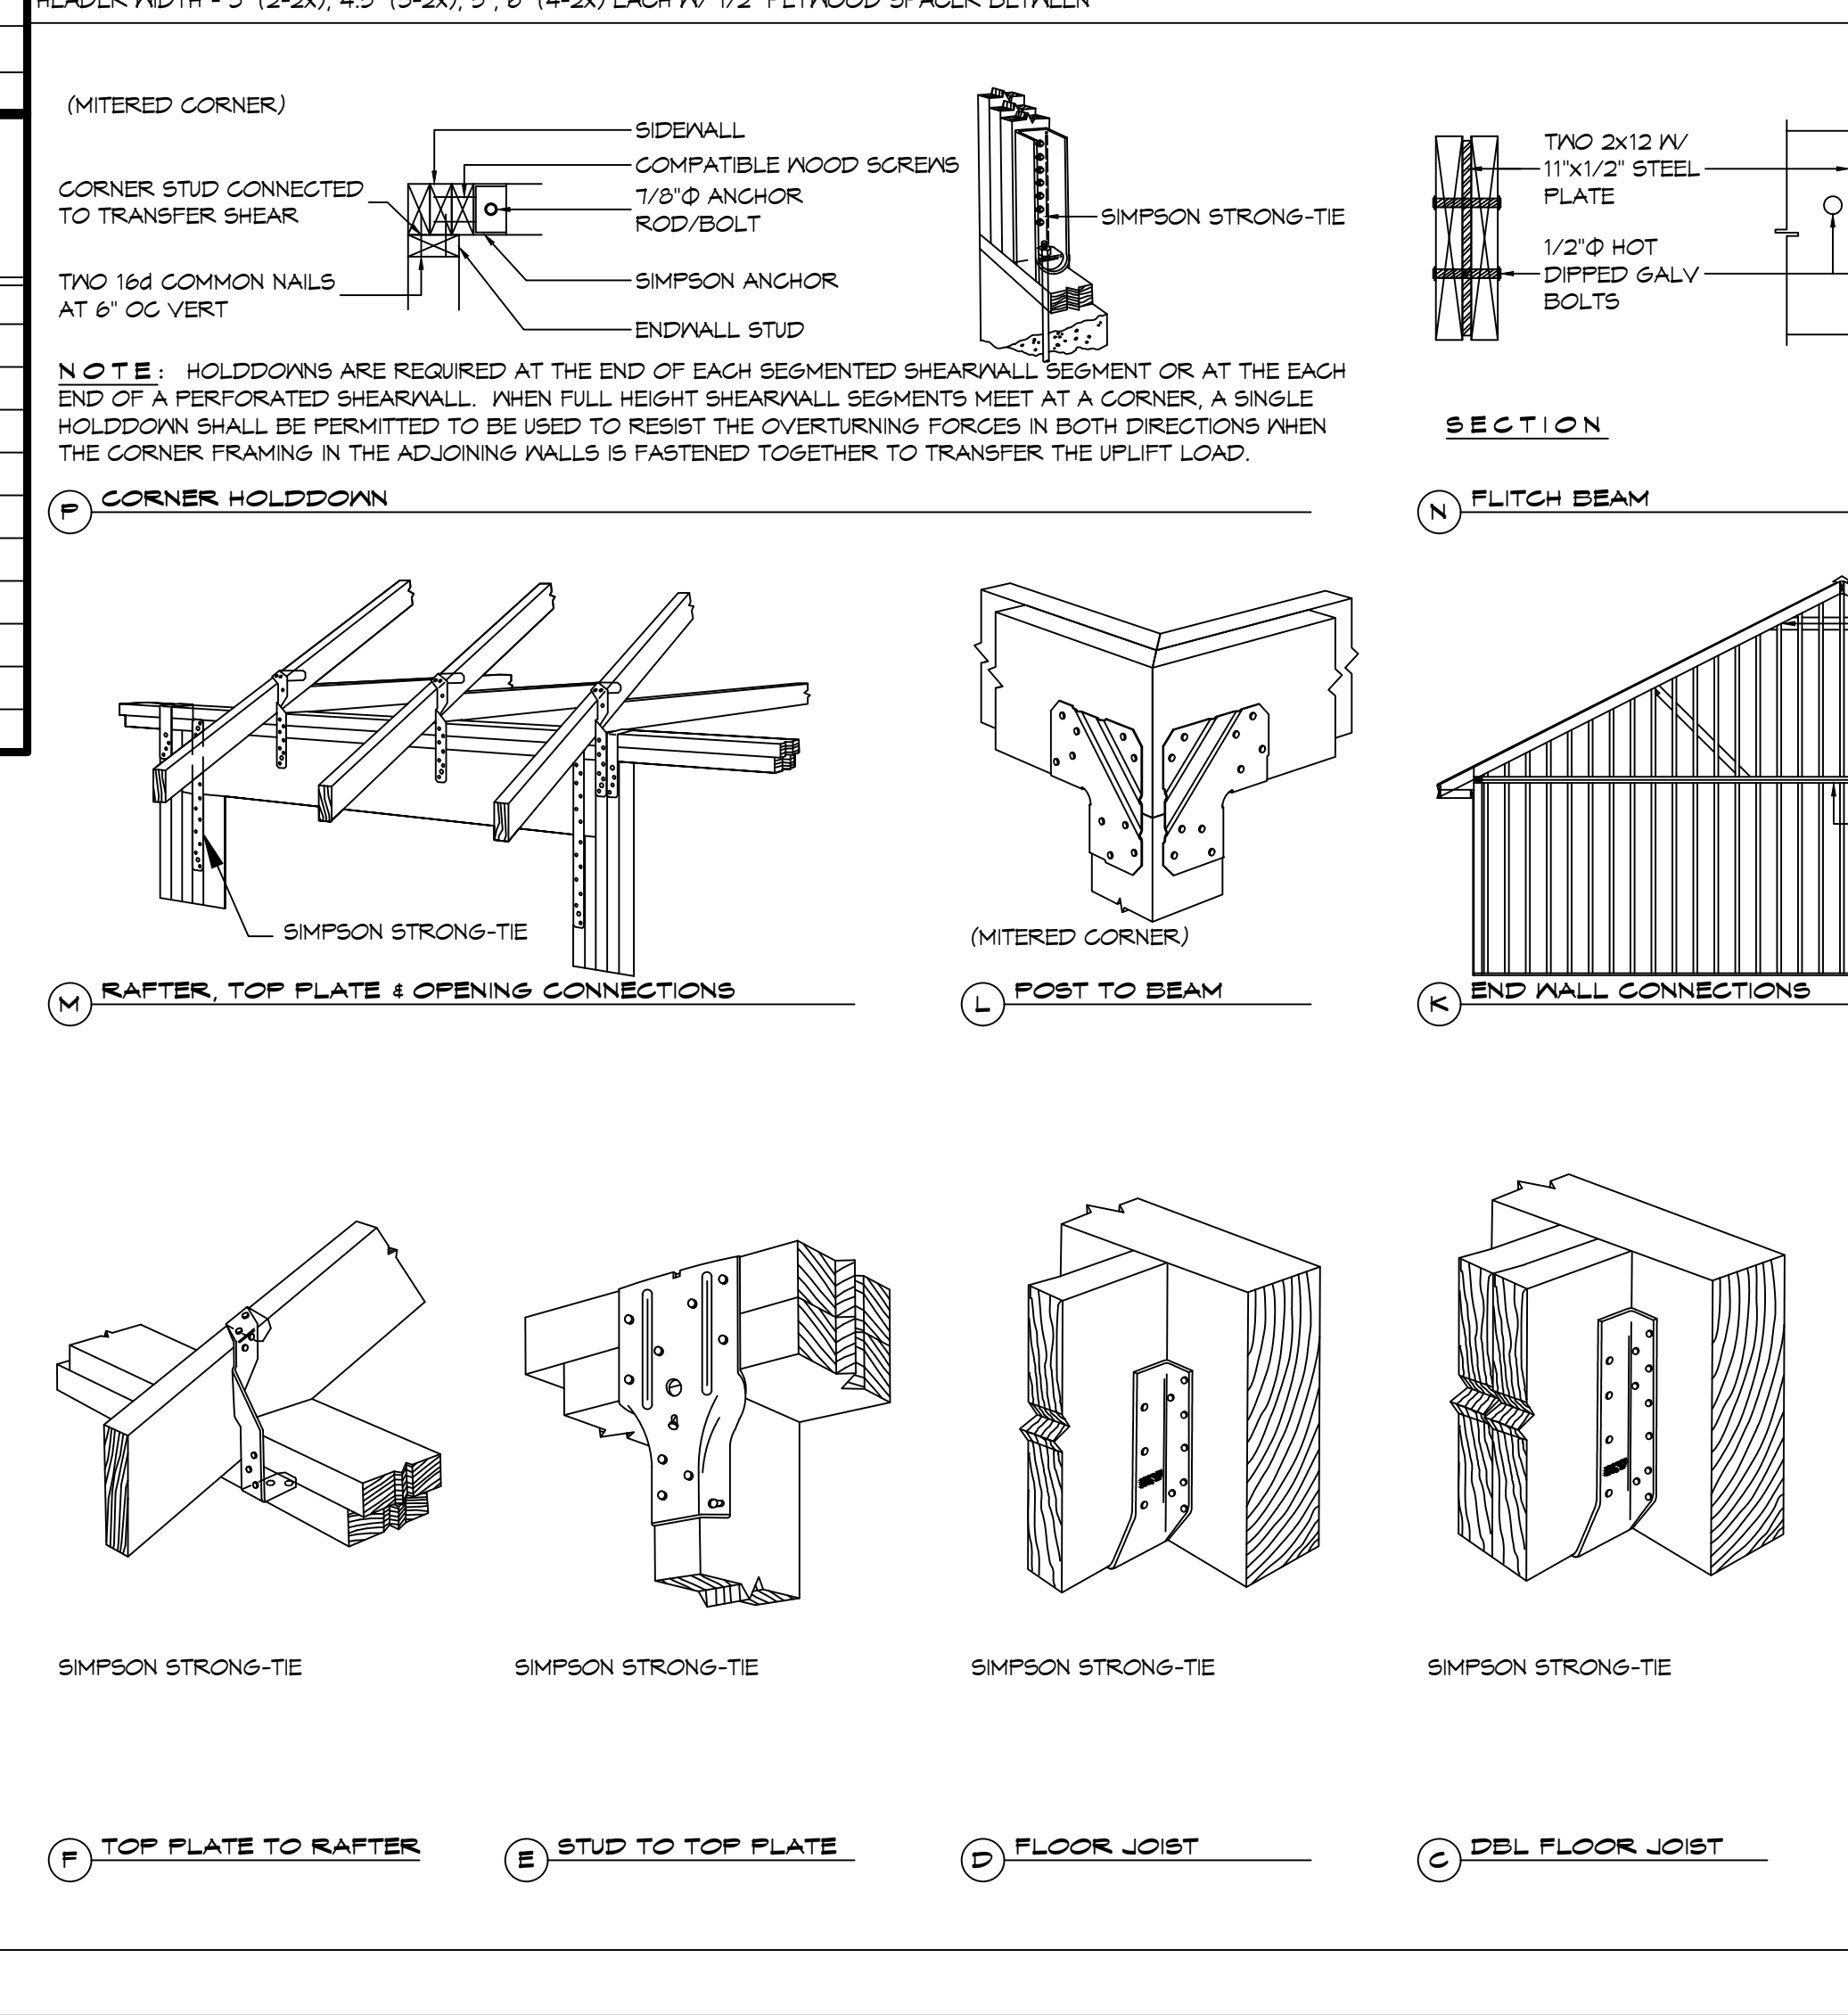 (MITERED CORNER)
SIDEWALL
COMPATIBLE WOOD SCREWS
7/8"Φ ANCHOR
ROD/BOLT
CORNER STUD CONNECTED
TO TRANSFER SHEAR
TWO 16d COMMON NAILS
AT 6" OC VERT
SIMPSON ANCHOR
ENDWALL STUD
SIMPSON STRONG-TIE
NOTE: HOLDDOWNS ARE REQUIRED AT THE END OF EACH SEGMENTED SHEARWALL SEGMENT OR AT THE EACH
END OF A PERFORATED SHEARWALL. WHEN FULL HEIGHT SHEARWALL SEGMENTS MEET AT A CORNER, A SINGLE
HOLDDOWN SHALL BE PERMITTED TO BE USED TO RESIST THE OVERTURNING FORCES IN BOTH DIRECTIONS WHEN
THE CORNER FRAMING IN THE ADJOINING WALLS IS FASTENED TOGETHER TO TRANSFER THE UPLIFT LOAD.
P CORNER HOLDDOWN
TWO 2x12 W/
11"x1/2" STEEL
PLATE
1/2"Φ HOT
DIPPED GALV
BOLTS
SECTION
N FLITCH BEAM
SIMPSON STRONG-TIE
M RAFTER, TOP PLATE & OPENING CONNECTIONS
(MITERED CORNER)
L POST TO BEAM
K END WALL CONNECTIONS
SIMPSON STRONG-TIE
F TOP PLATE TO RAFTER
SIMPSON STRONG-TIE
E STUD TO TOP PLATE
SIMPSON STRONG-TIE
D FLOOR JOIST
SIMPSON STRONG-TIE
C DBL FLOOR JOIST